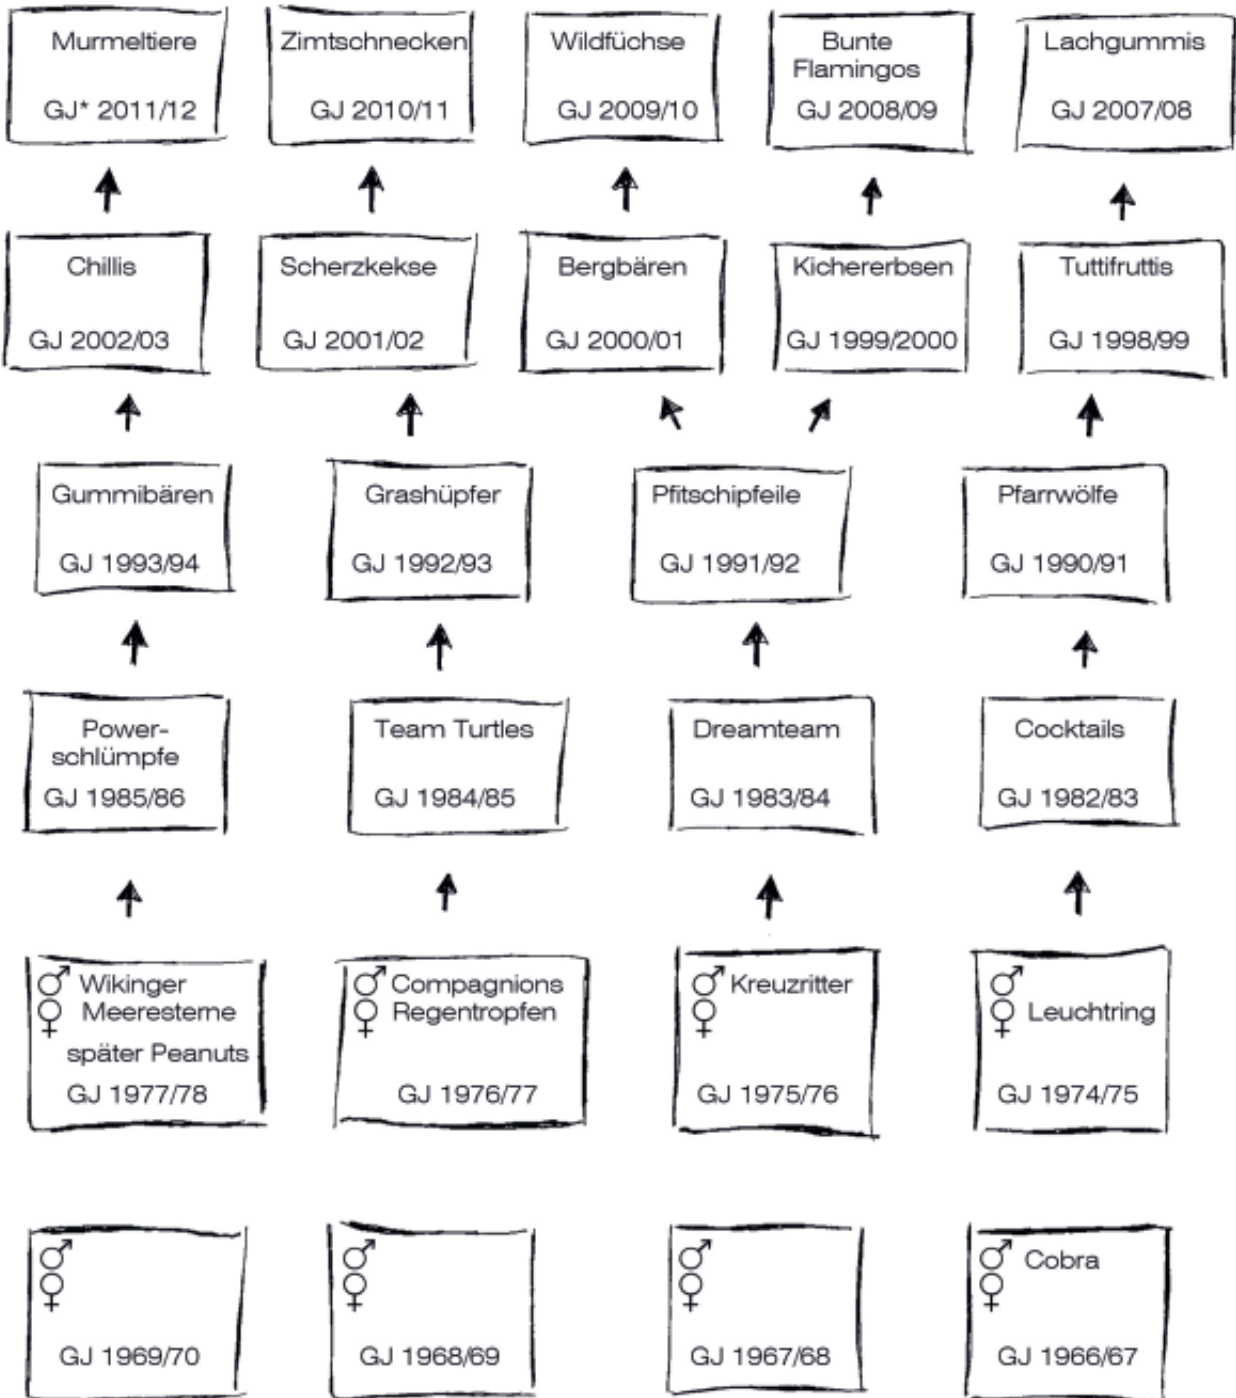 Murmeltiere
GJ* 2011/12
Zimtschnecken
GJ 2010/11
Wildfüchse
GJ 2009/10
Bunte
Flamingos
GJ 2008/09
Lachgummis
GJ 2007/08
Chillis
GJ 2002/03
Scherzkekse
GJ 2001/02
Bergbären
GJ 2000/01
Kichererbsen
GJ 1999/2000
Tuttifruttis
GJ 1998/99
Gummibären
GJ 1993/94
Grashüpfer
GJ 1992/93
Pfitschipfeile
GJ 1991/92
Pfarrwölfe
GJ 1990/91
Power-
schlümpfe
GJ 1985/86
Team Turtles
GJ 1984/85
Dreamteam
GJ 1983/84
Cocktails
GJ 1982/83
♂ Wikinger
♀ Meeresterne
später Peanuts
GJ 1977/78
♂ Compagnions
♀ Regentropfen
GJ 1976/77
♂ Kreuzritter
♀
GJ 1975/76
♂
♀ Leuchtring
GJ 1974/75
♂
♀
GJ 1969/70
♂
♀
GJ 1968/69
♂
♀
GJ 1967/68
♂ Cobra
♀
GJ 1966/67